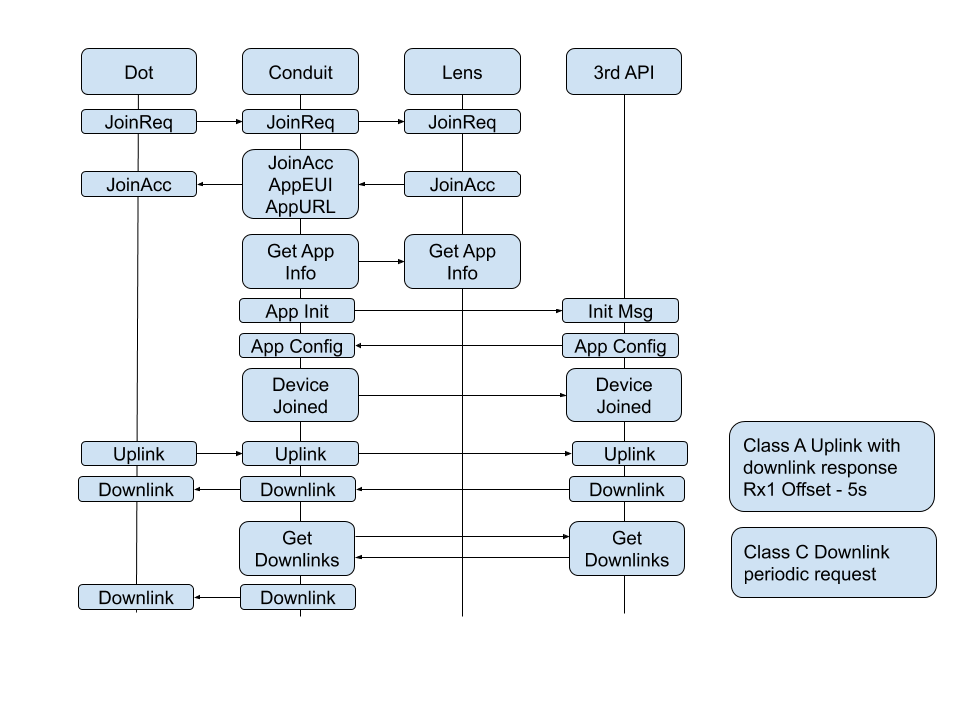 Dot
Conduit
Lens
3rd API
JoinReq
JoinReq
JoinReq
JoinAcc
JoinAcc
AppEUI
AppURL
JoinAcc
Get App
Info
Get App
Info
App Init
Init Msg
App Config
App Config
Device
Joined
Device
Joined
Uplink
Uplink
Uplink
Class A Uplink with
downlink response
Rx1 Offset - 5s
Downlink
Downlink
Downlink
Get
Downlinks
Get
Downlinks
Class C Downlink
periodic request
Downlink
Downlink